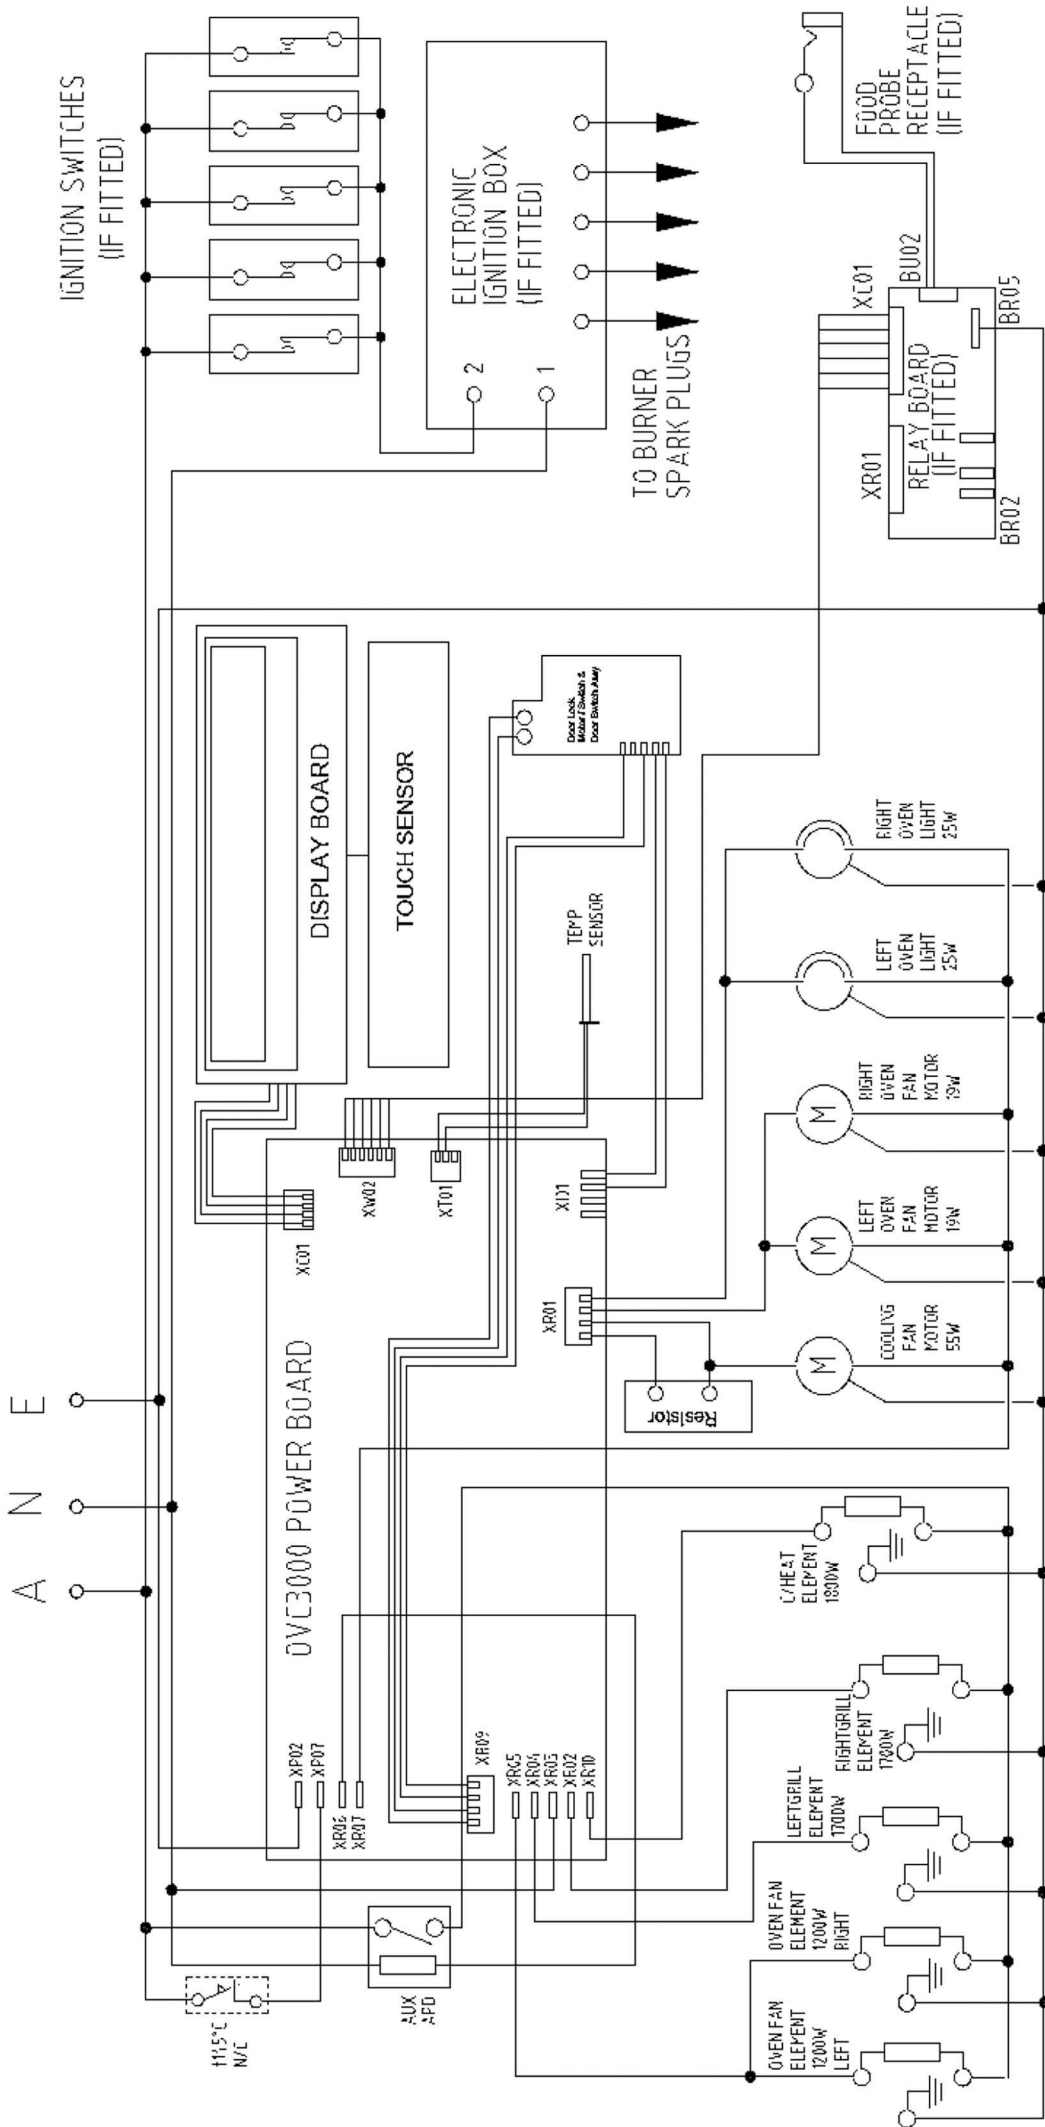 IGNITION SWITCHES
(IF FITTED)
ELECTRONIC
IGNITION BOX
(IF FITTED)
2
1
TO BURNER
SPARK PLUGS
FOOD
PROBE
RECEPTACLE
(IF FITTED)
BU02
XC01
XR01
RELAY BOARD
(IF FITTED)
BR05
BR02
DISPLAY BOARD
TOUCH SENSOR
Door Lock
Motor / Switch &
Door Switch Assy
TEMP
SENSOR
RIGHT
OVEN
LIGHT
25W
LEFT
OVEN
LIGHT
25W
RIGHT
OVEN
FAN
MOTOR
19W
LEFT
OVEN
FAN
MOTOR
19W
COOLING
FAN
MOTOR
55W
M
M
M
XC01
XW02
XT01
XR01
Resistor
A
N
E
OVC3000 POWER BOARD
XP02
XP07
XR06
XR07
XR09
XR05
XR04
XR03
XR02
XR10
N/C
AUX
C/HEAT
ELEMENT
1800W
RIGHTGRILL
ELEMENT
1700W
LEFTGRILL
ELEMENT
1700W
OVEN FAN
ELEMENT
1200W
RIGHT
OVEN FAN
ELEMENT
1200W
LEFT